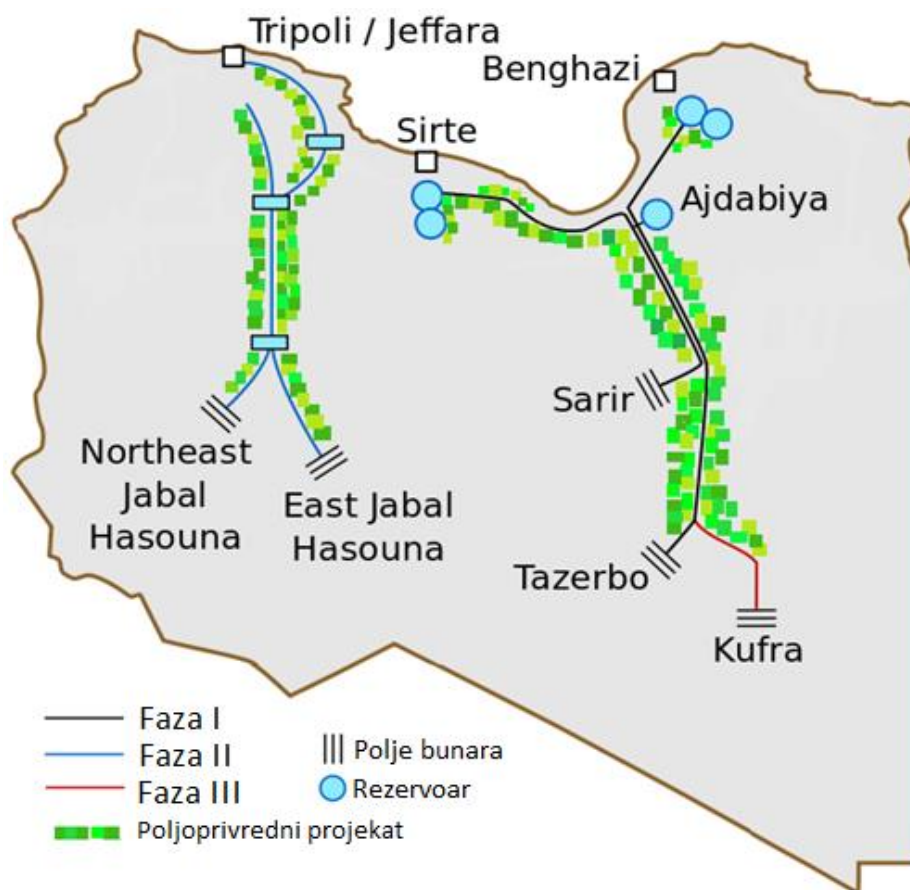 Tripoli / Jeffara
Benghazi
Sirte
Ajdabiya
Sarir
Northeast
Jabal
Hasouna
East Jabal
Hasouna
Tazerbo
Kufra
Faza I
Faza II
Faza III
Poljoprivredni projekat
Polje bunara
Rezervoar